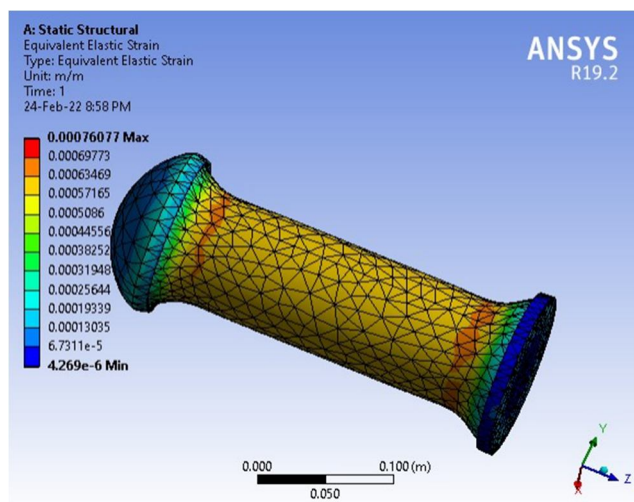 A: Static Structural
Equivalent Elastic Strain
Type: Equivalent Elastic Strain
Unit: m/m
Time: 1
24-Feb-22 8:58 PM
ANSYS
R19.2
0.00076077 Max
0.00069773
0.00063469
0.00057165
0.0005086
0.00044556
0.00038252
0.00031948
0.00025644
0.00019339
0.00013035
6.7311e-5
4.269e-6 Min
0.000
0.100 (m)
0.050
Y
Z
X